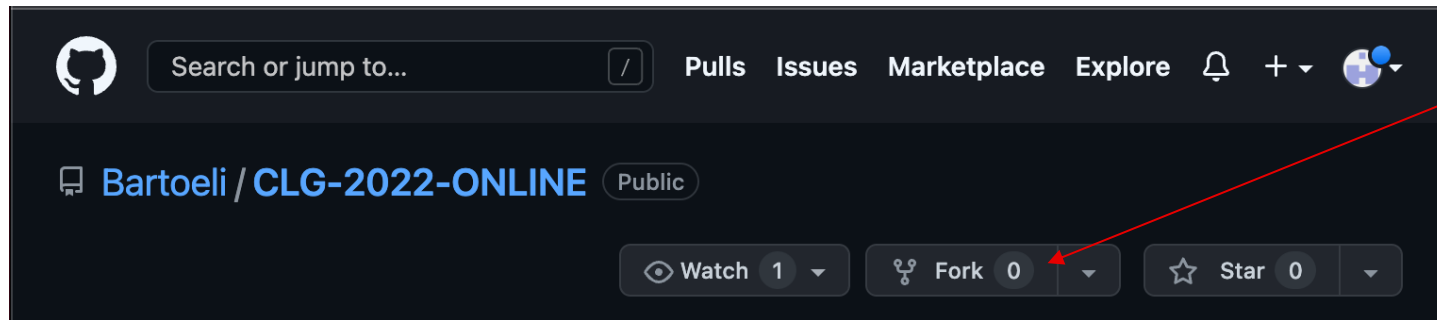 Search or jump to... / Pulls Issues Marketplace Explore
Bartoeli / CLG-2022-ONLINE Public
Watch 1 Fork 0 Star 0